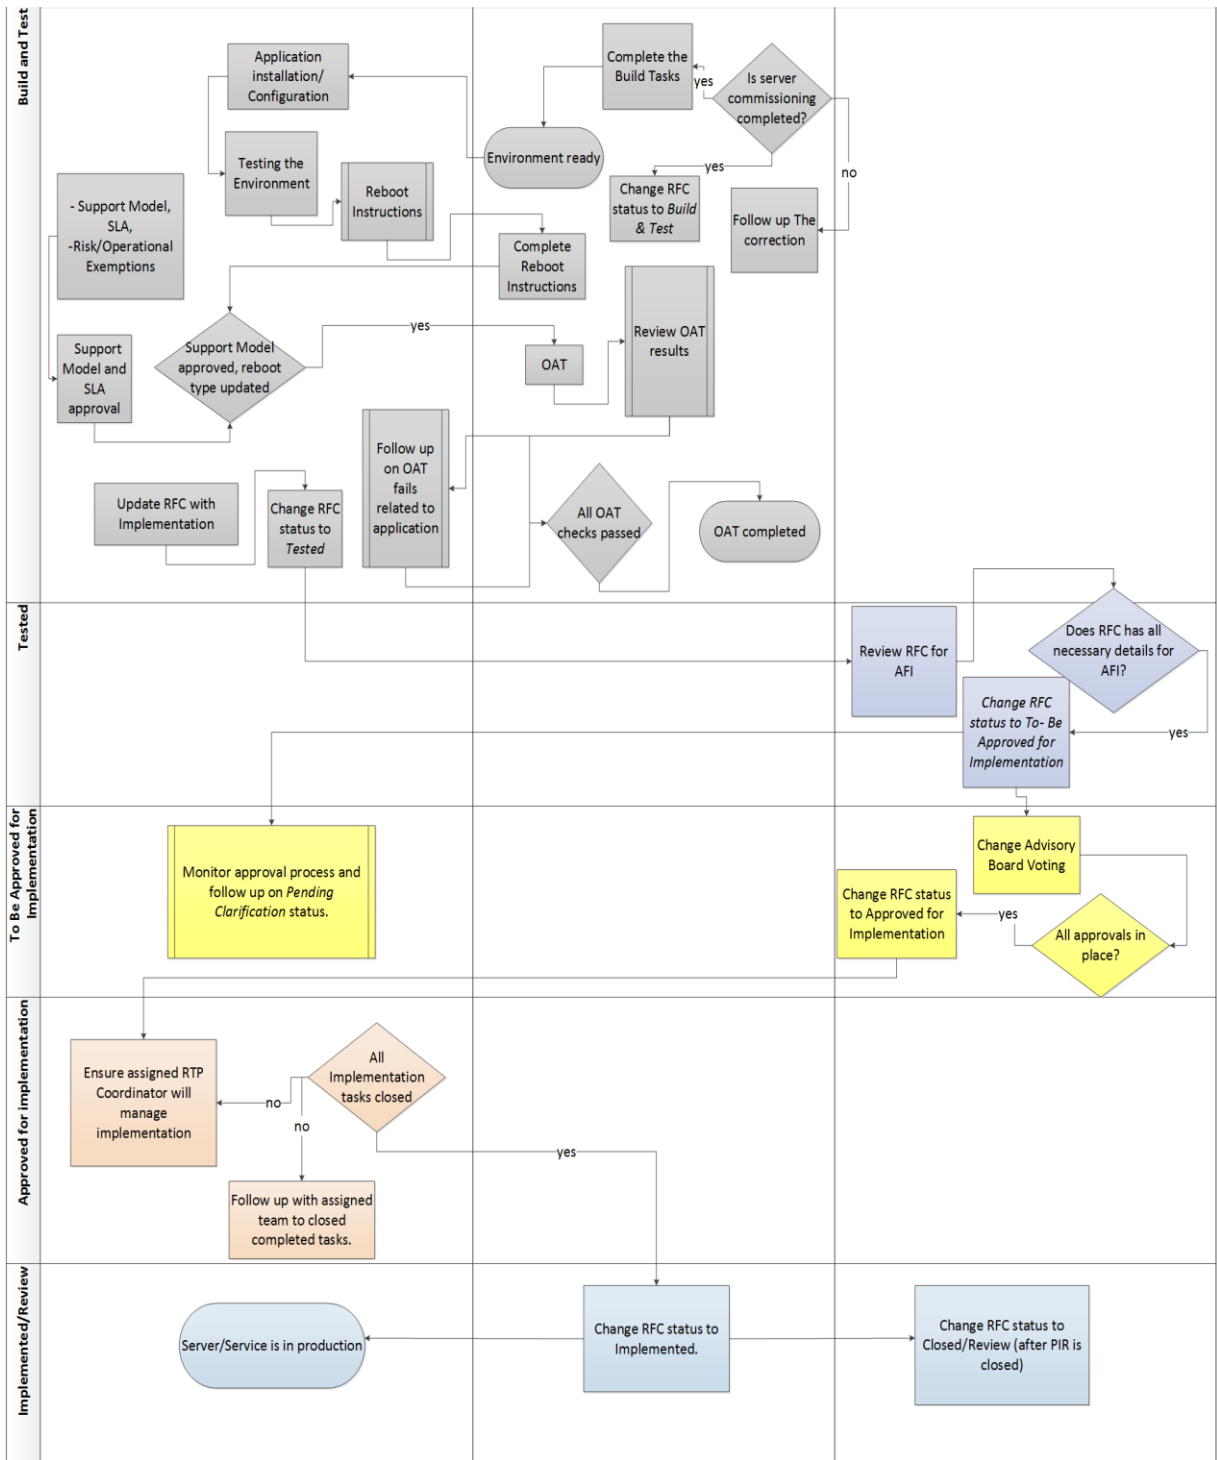 Build and Test
Application
installation/
Configuration
Complete the
Build Tasks
yes
Is server
commissioning
completed?
Testing the
Environment
Environment ready
yes
no
Reboot
Instructions
Change RFC
status to Build
& Test
- Support Model,
SLA,
-Risk/Operational
Exemptions
Follow up The
correction
Complete
Reboot
Instructions
Support Model
approved, reboot
type updated
yes
OAT
Review OAT
results
Support
Model and
SLA
approval
Follow up
on OAT
fails
related to
application
Update RFC with
Implementation
Change RFC
status to
Tested
All OAT
checks passed
OAT completed
Tested
Review RFC for
AFI
Does RFC has all
necessary details for
AFI?
Change RFC
status to To- Be
Approved for
Implementation
yes
To Be Approved for
Implementation
Monitor approval process and
follow up on Pending
Clarification status.
Change Advisory
Board Voting
Change RFC status
to Approved for
Implementation
yes
All approvals in
place?
Approved for implementation
Ensure assigned RTP
Coordinator will
manage
implementation
no
no
All
Implementation
tasks closed
yes
Follow up with assigned
team to closed
completed tasks.
Implemented/Review
Server/Service is in production
Change RFC status to
Implemented.
Change RFC status to
Closed/Review (after PIR is
closed)